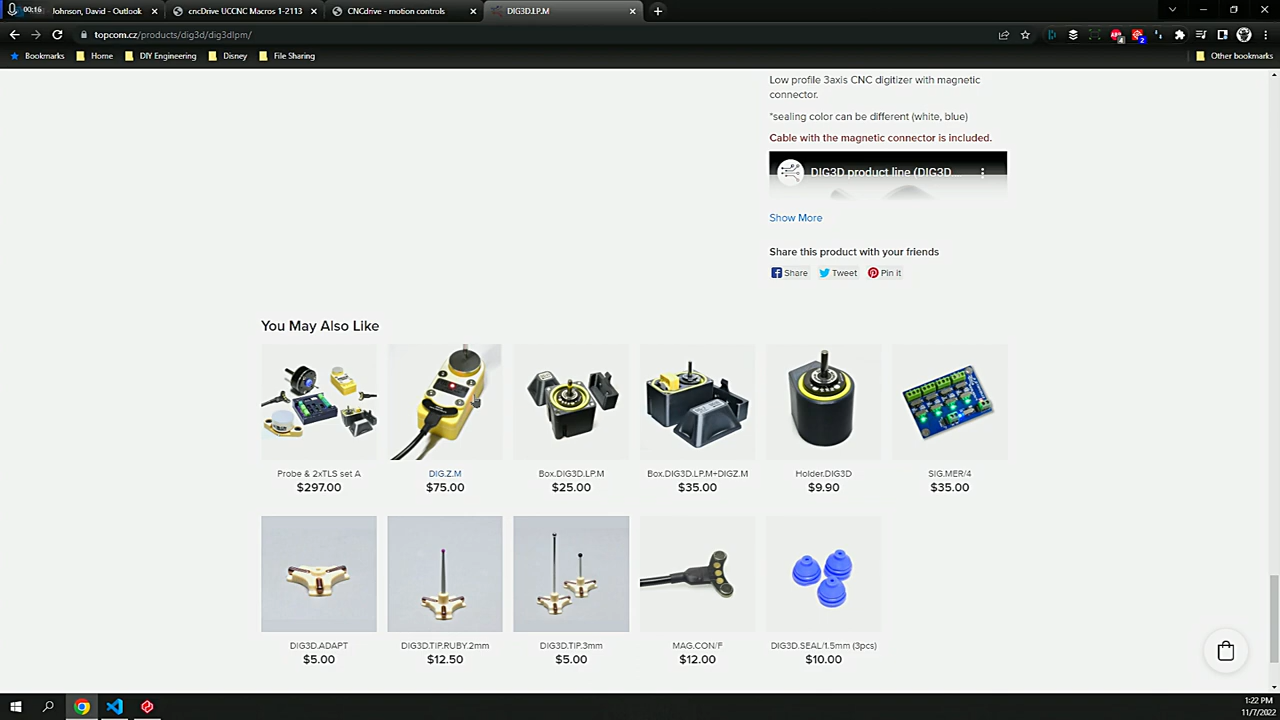 00:16
Johnson, David - Outlook
cncDrive UCCNC Macros 1-2113
CNCdrive - motion controls
DIG3D.LP.M
topcom.cz/products/dig3d/dig3dlpm/
Bookmarks
Home
DIY Engineering
Disney
File Sharing
Other bookmarks
Low profile 3axis CNC digitizer with magnetic
connector.
*sealing color can be different (white, blue)
Cable with the magnetic connector is included.
DIG3D product line (DIG3D...
Show More
Share this product with your friends
Share
Tweet
Pin it
You May Also Like
Probe & 2xTLS set A
$297.00
DIG.Z.M
$75.00
Box.DIG3D.LP.M
$25.00
Box.DIG3D.LP.M+DIGZ.M
$35.00
Holder.DIG3D
$9.90
SIG.MER/4
$35.00
DIG3D.ADAPT
$5.00
DIG3D.TIP.RUBY.2mm
$12.50
DIG3D.TIP.3mm
$5.00
MAG.CON/F
$12.00
DIG3D.SEAL/1.5mm (3pcs)
$10.00
1:22 PM
11/7/2022